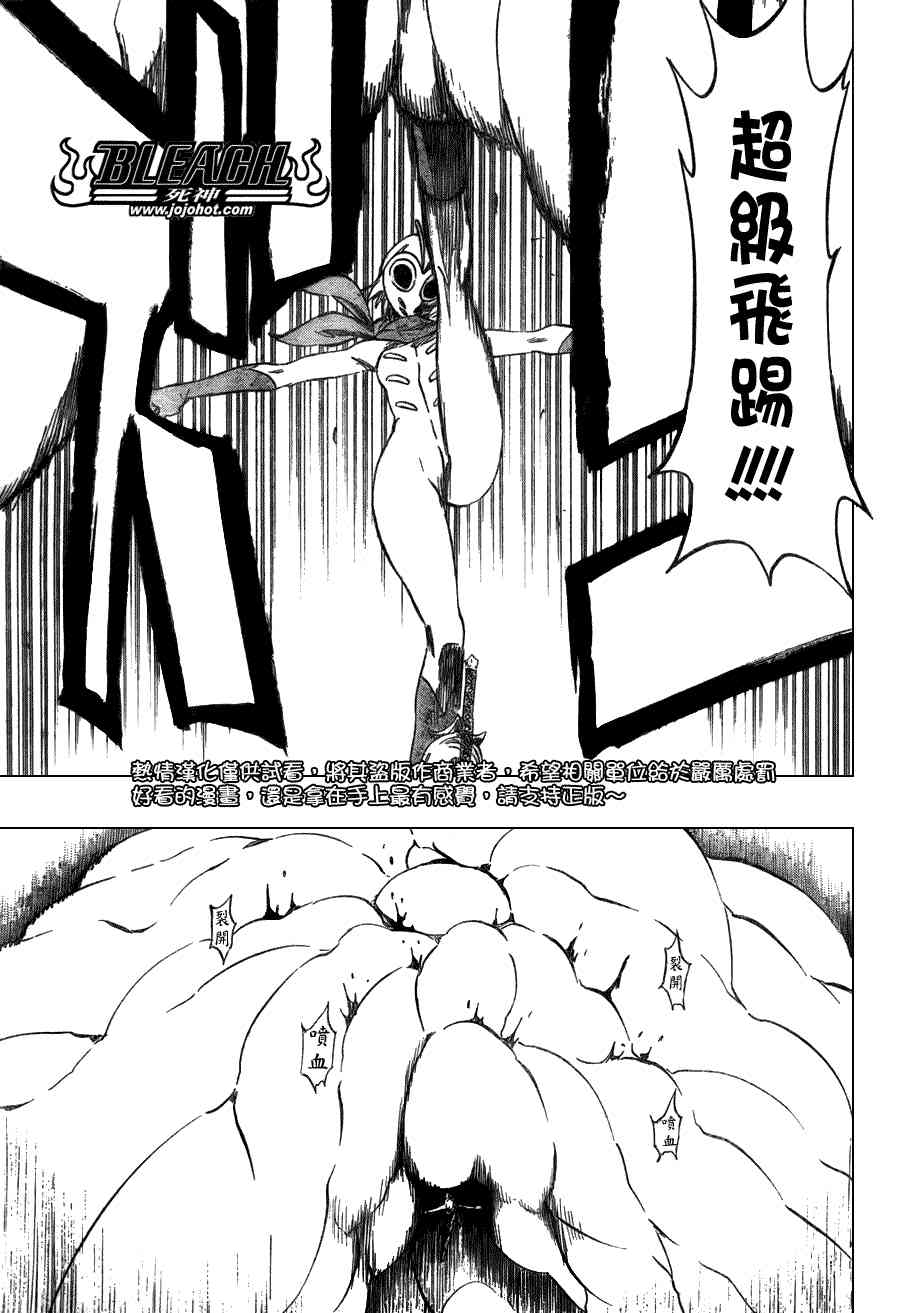 超級飛踢!!!!!
BLEACH
死神
www.jojohot.com
熱情漢化僅供試看,將其盜版作商業者,希望相關單位給於嚴厲處罰
好看的漫畫,還是拿在手上最有感覺,請支持正版~
裂開
裂開
噴血
噴血